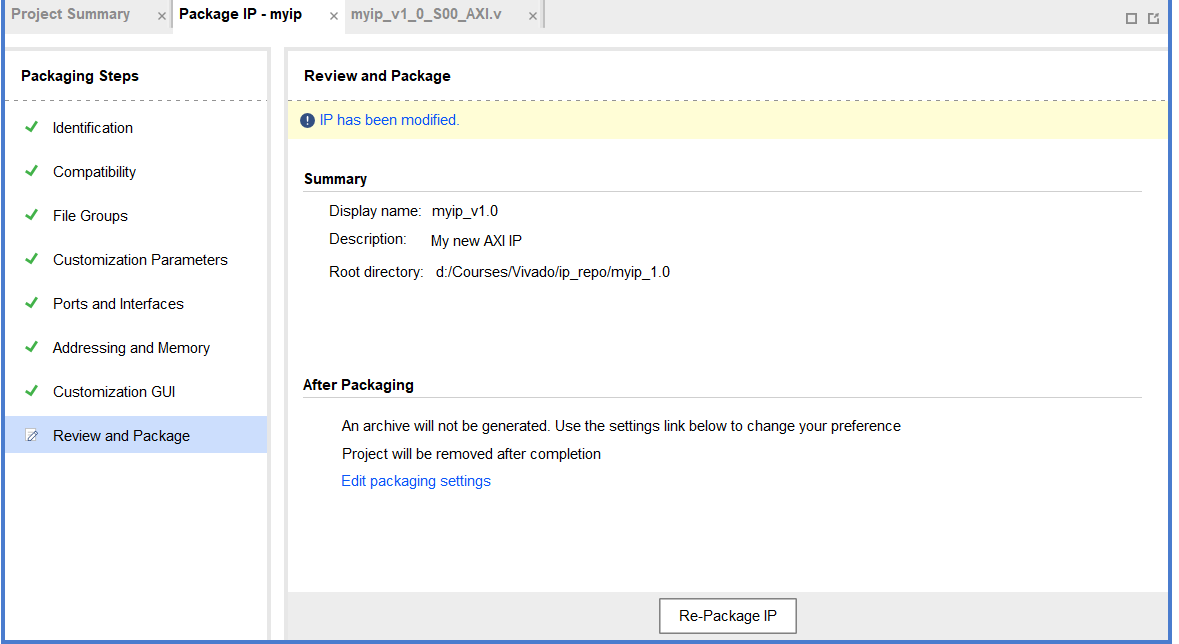 Project Summary × Package IP - myip × myip_v1_0_S00_AXI.v ×
Packaging Steps
Identification
Compatibility
File Groups
Customization Parameters
Ports and Interfaces
Addressing and Memory
Customization GUI
Review and Package
Review and Package
IP has been modified.
Summary
Display name: myip_v1.0
Description: My new AXI IP
Root directory: d:/Courses/Vivado/ip_repo/myip_1.0
After Packaging
An archive will not be generated. Use the settings link below to change your preference
Project will be removed after completion
Edit packaging settings
Re-Package IP